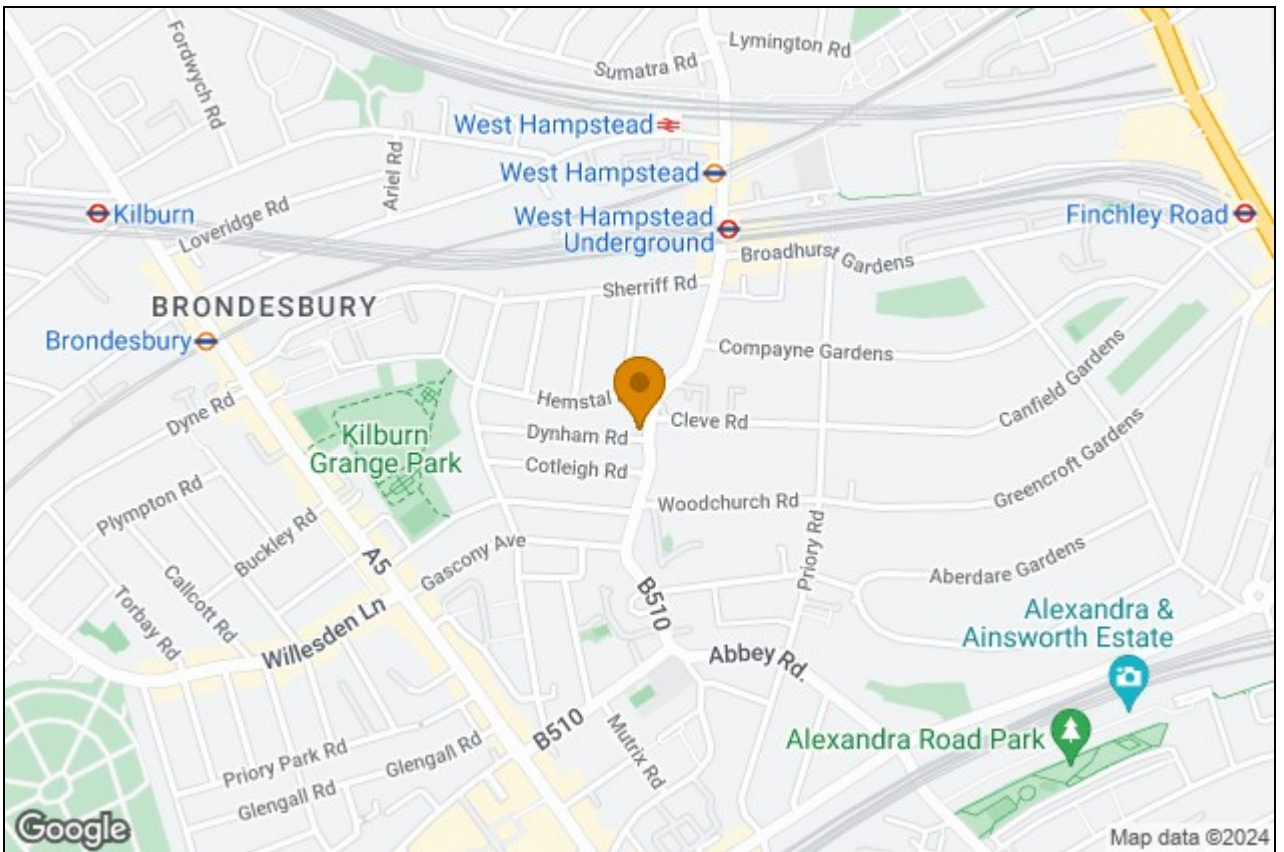 Lymington Rd
Fordwych Rd
Sumatra Rd
West Hampstead
Ariel Rd
West Hampstead
Kilburn
Loveridge Rd
West Hampstead
Underground
Finchley Road
Broadhurst Gardens
Sherriff Rd
BRONDESBURY
Brondesbury
Compayne Gardens
Canfield Gardens
Hemstal
Dyne Rd
Cleve Rd
Kilburn
Grange Park
Dynham Rd
Cotleigh Rd
Greencroft Gardens
Plympton Rd
Woodchurch Rd
Buckley Rd
Priory Rd
A5
Gascony Ave
Aberdare Gardens
Callcott Rd
Torbay Rd
B510
Alexandra &
Ainsworth Estate
Willesden Ln
Abbey Rd.
B510
Mutrix Rd
Alexandra Road Park
Priory Park Rd
Glengall Rd
Glengall Rd
Google
Map data ©2024